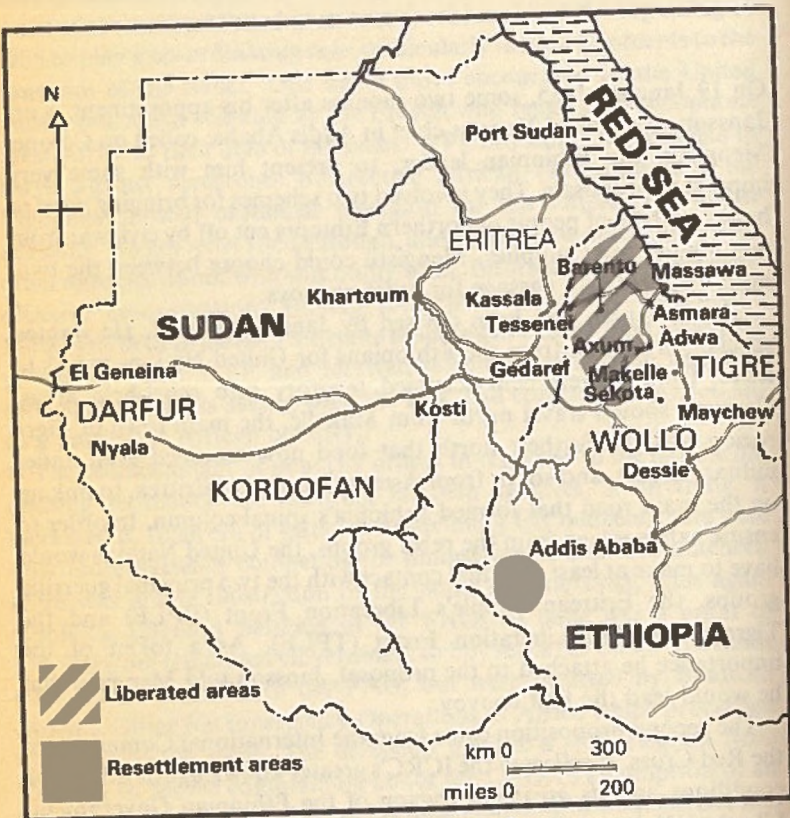 N
RED SEA
Port Sudan
ERITREA
Barento
Massawa
Khartoum
Kassala
Tessenei
Asmara
SUDAN
Axum
Adwa
El Geneina
Gedaref
TIGRE
Makelle
Sekota
DARFUR
Kosti
Maychew
Nyala
WOLLO
Dessie
KORDOFAN
Addis Ababa
ETHIOPIA
Liberated areas
Resettlement areas
km 0 300
miles 0 200